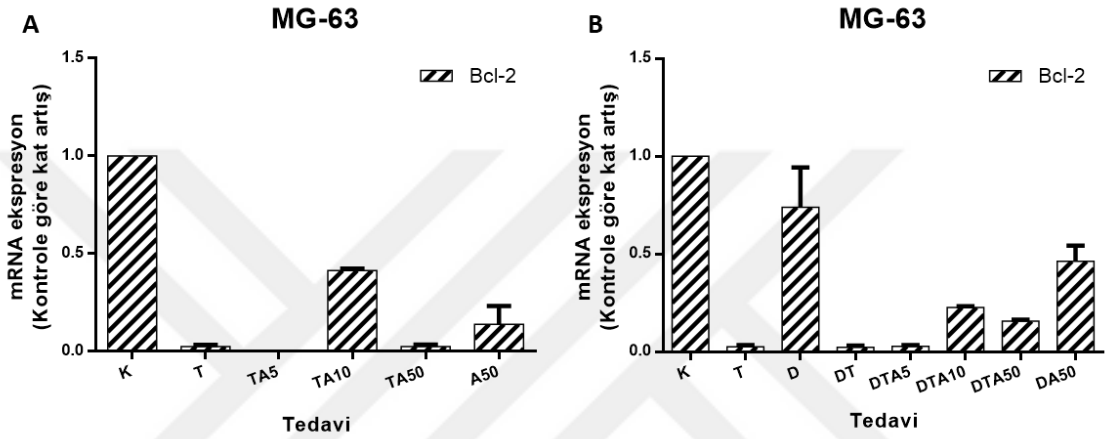 A
MG-63
mRNA ekspresyon
(Kontrole göre kat artış)
1.5
1.0
0.5
0.0
Bcl-2
K
T
TA5
TA10
TA50
A50
Tedavi
B
MG-63
mRNA ekspresyon
(Kontrole göre kat artış)
1.5
1.0
0.5
0.0
Bcl-2
K
T
D
DT
DTA5
DTA10
DTA50
DA50
Tedavi